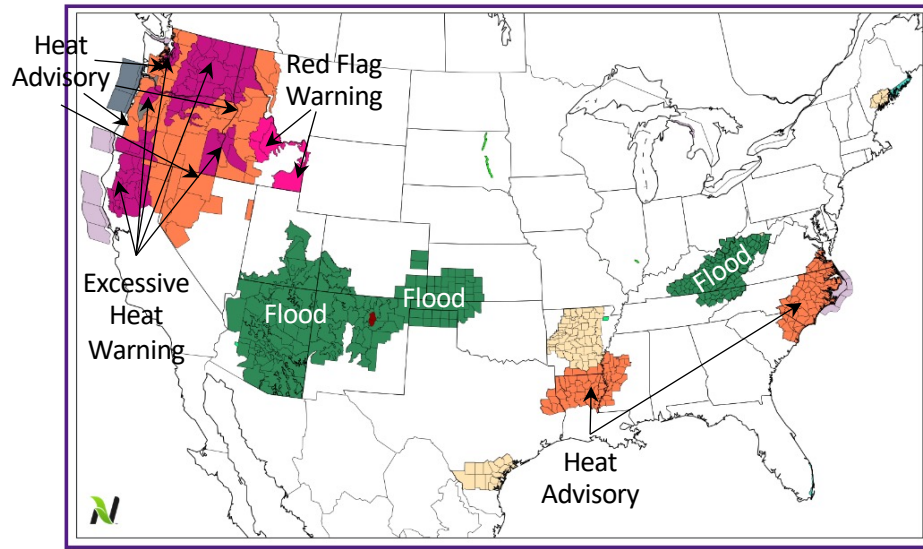 Heat
Advisory
Red Flag
Warning
Excessive
Heat
Warning
Flood
Flood
Flood
Heat
Advisory